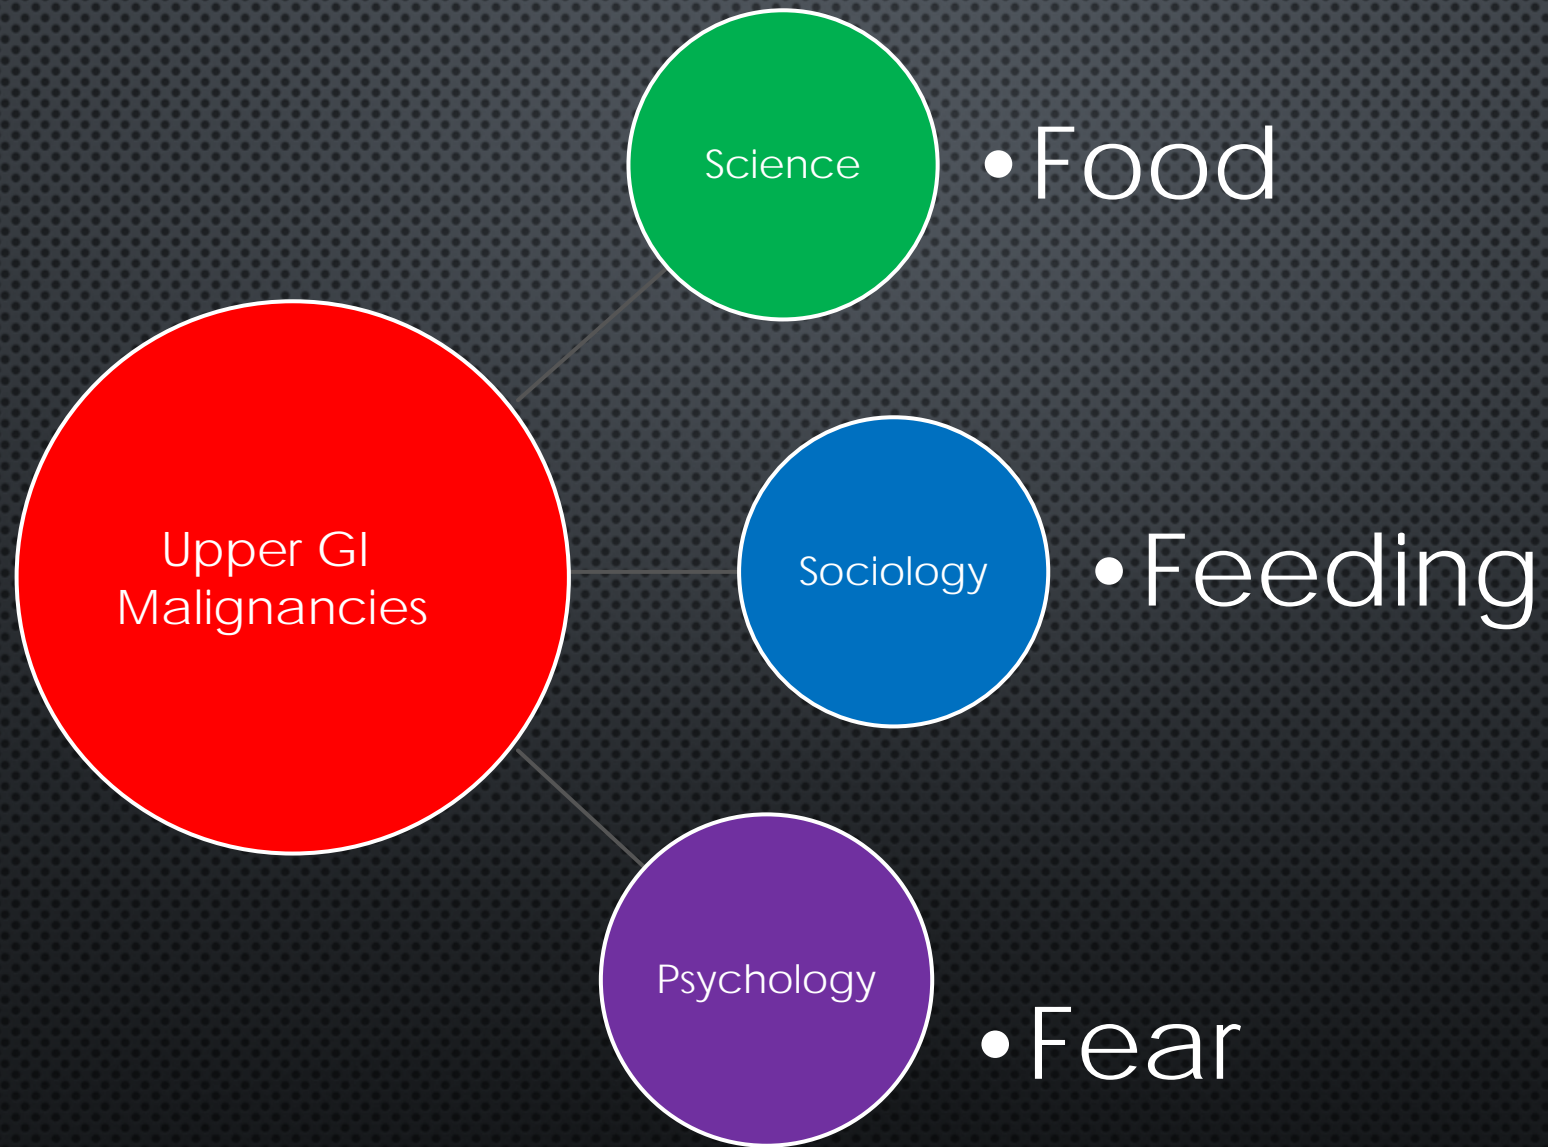 Science
•Food
Upper GI
Malignancies
Sociology
•Feeding
Psychology
•Fear